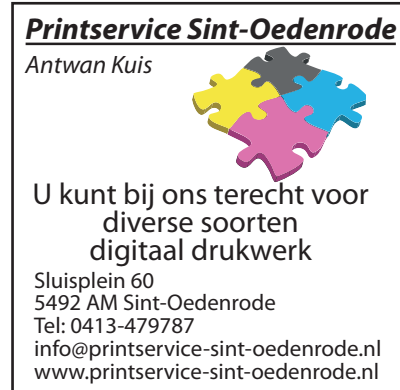 Printservice Sint-Oedenrode
Antwan Kuis
U kunt bij ons terecht voor
diverse soorten
digitaal drukwerk
Sluisplein 60
5492 AM Sint-Oedenrode
Tel: 0413-479787
info@printservice-sint-oedenrode.nl
www.printservice-sint-oedenrode.nl